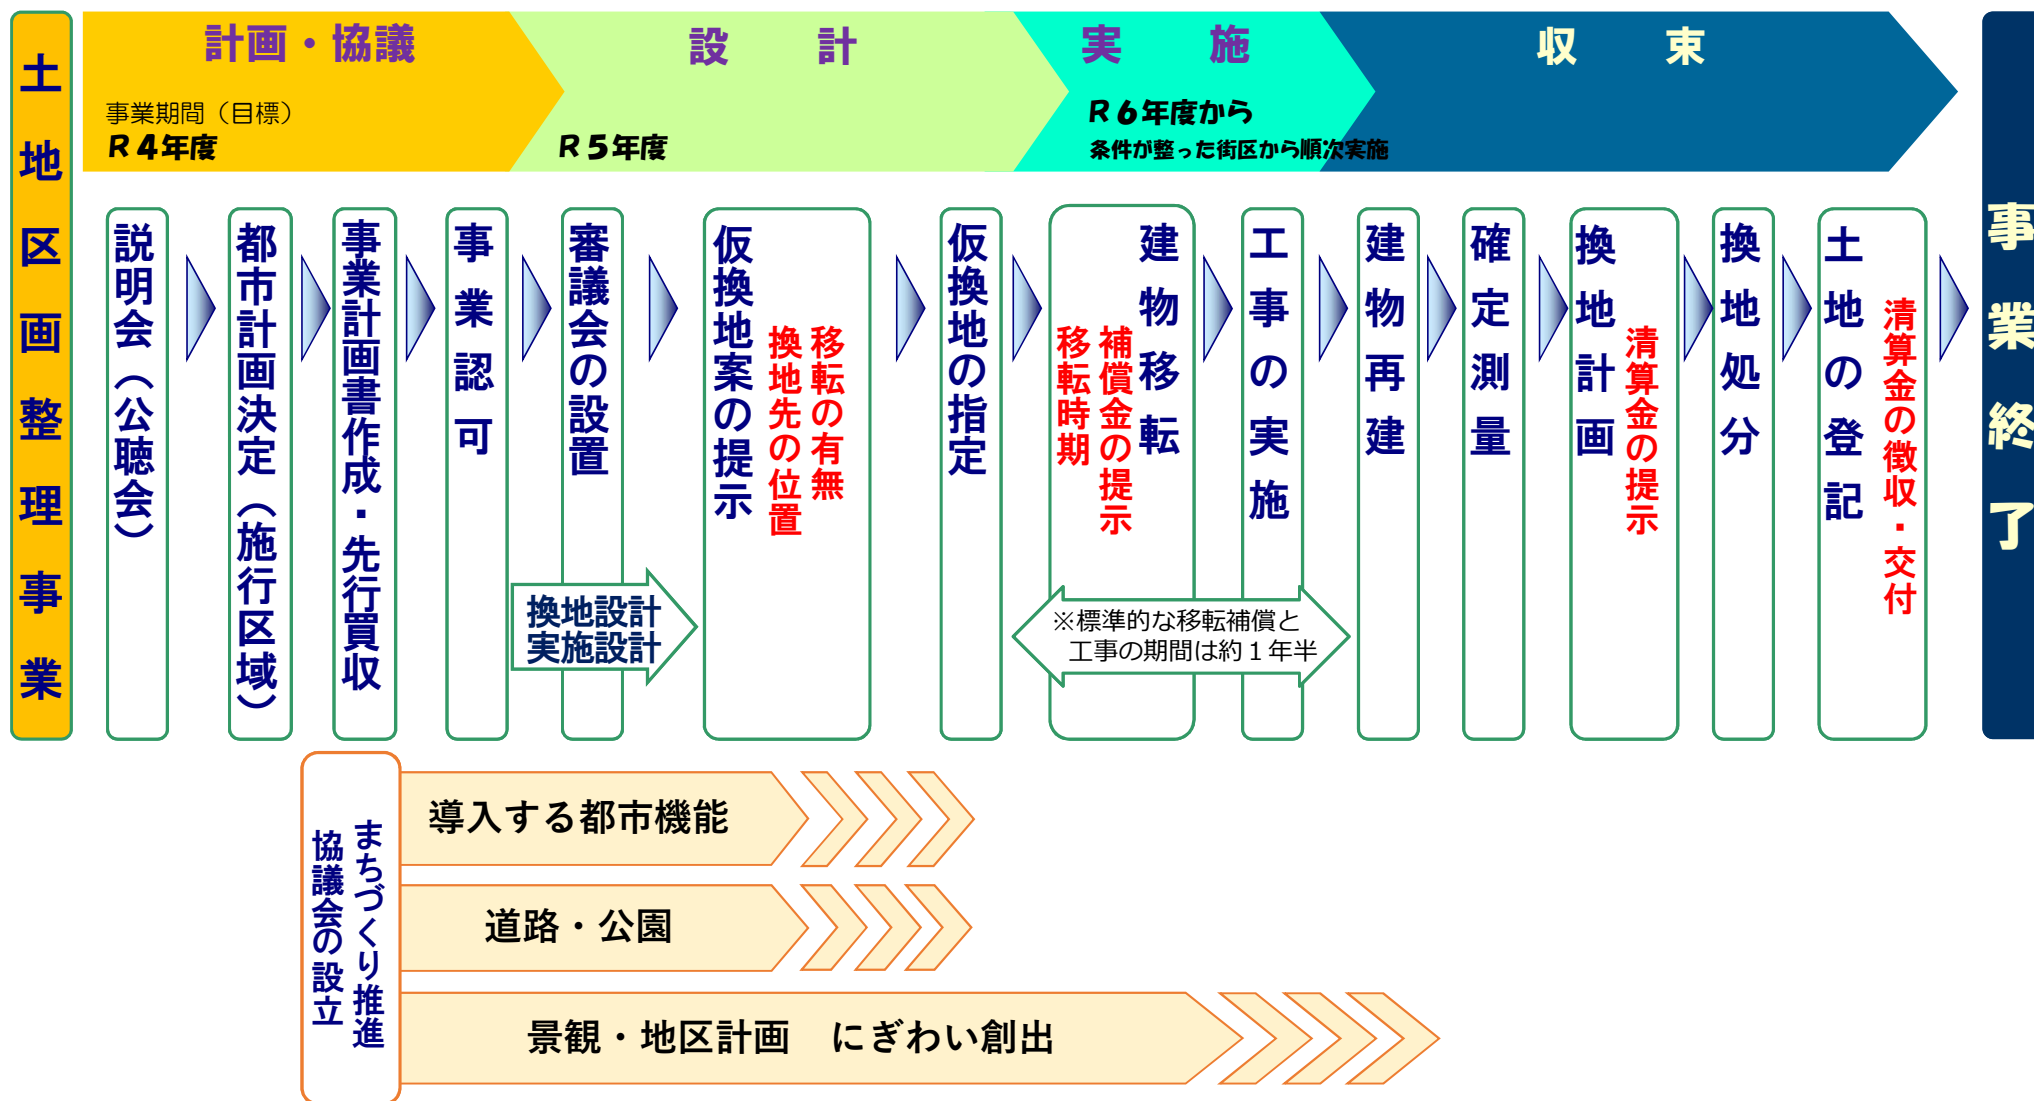 土地区画整理事業
計画・協議
事業期間（目標）
R4年度
設　計
R5年度
実　施
R6年度から
条件が整った街区から順次実施
収　束
説明会（公聴会）
都市計画決定（施行区域）
事業計画書作成・先行買収
事業認可
審議会の設置
換地設計
実施設計
仮換地案の提示
移転の有無
換地先の位置
仮換地の指定
建物移転
補償金の提示
移転時期
工事の実施
※標準的な移転補償と
工事の期間は約１年半
建物再建
確定測量
換地計画
清算金の提示
換地処分
土地の登記
清算金の徴収・交付
事業終了
まちづくり推進
協議会の設立
導入する都市機能
道路・公園
景観・地区計画　にぎわい創出